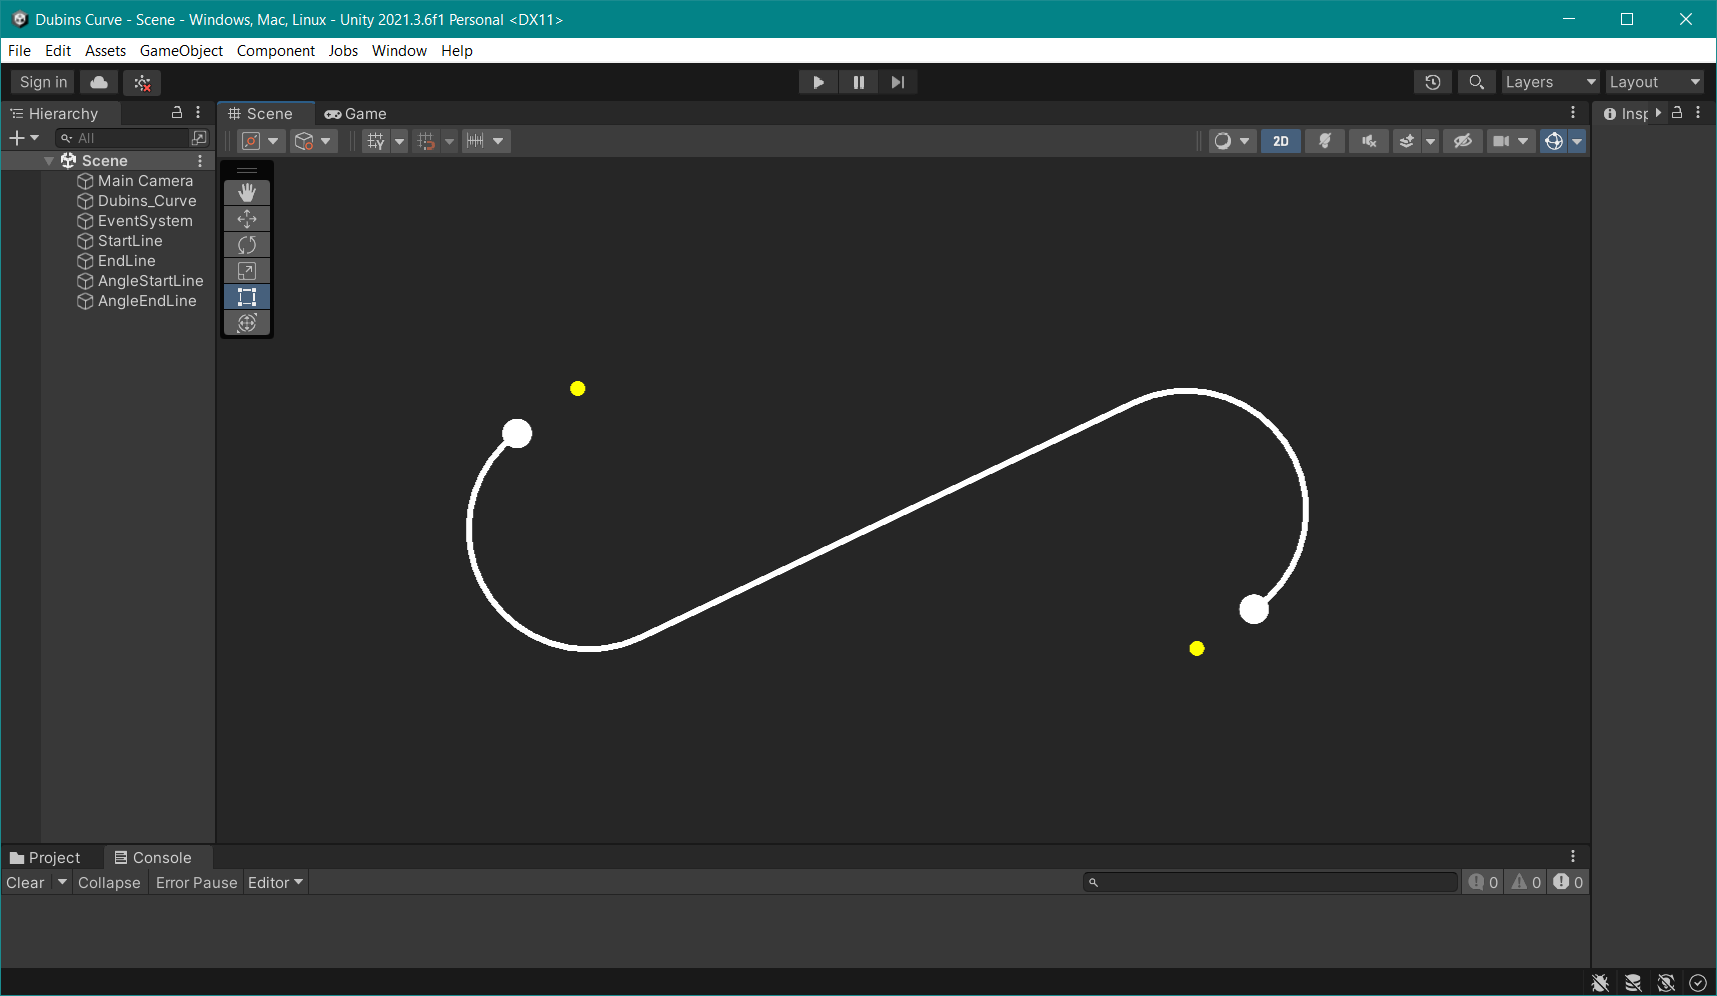 Dubins Curve - Scene - Windows, Mac, Linux - Unity 2021.3.6f1 Personal <DX11>
File Edit Assets GameObject Component Jobs Window Help
Sign in Layers Layout
Hierarchy Scene Game Insp
All 2D
Scene
Main Camera
Dubins_Curve
EventSystem
StartLine
EndLine
AngleStartLine
AngleEndLine
Project Console
Clear Collapse Error Pause Editor 0 0 0